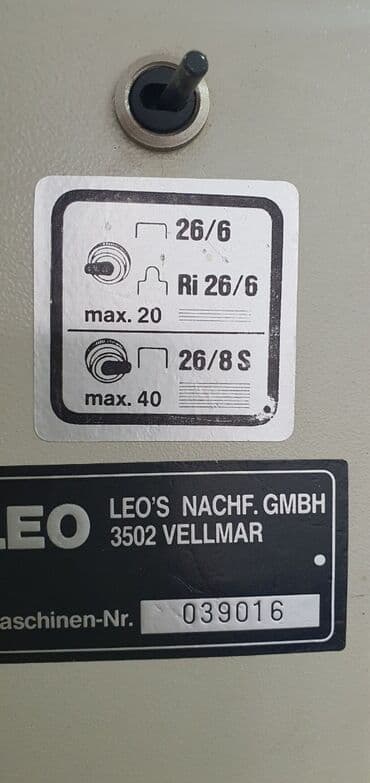 26/6
Ri 26/6
max. 20
26/8 S
max. 40
LEO
LEO'S NACHF. GMBH
3502 VELLMAR
aschinen-Nr. 039016